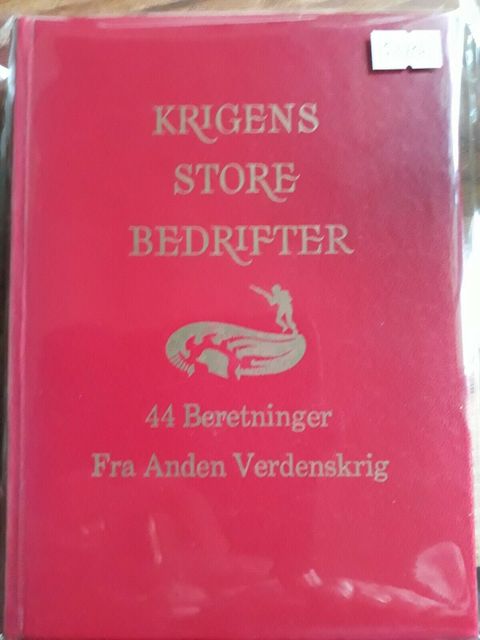 KRIGENS
STORE
BEDRIFTER
44 Beretninger
Fra Anden Verdenskrig